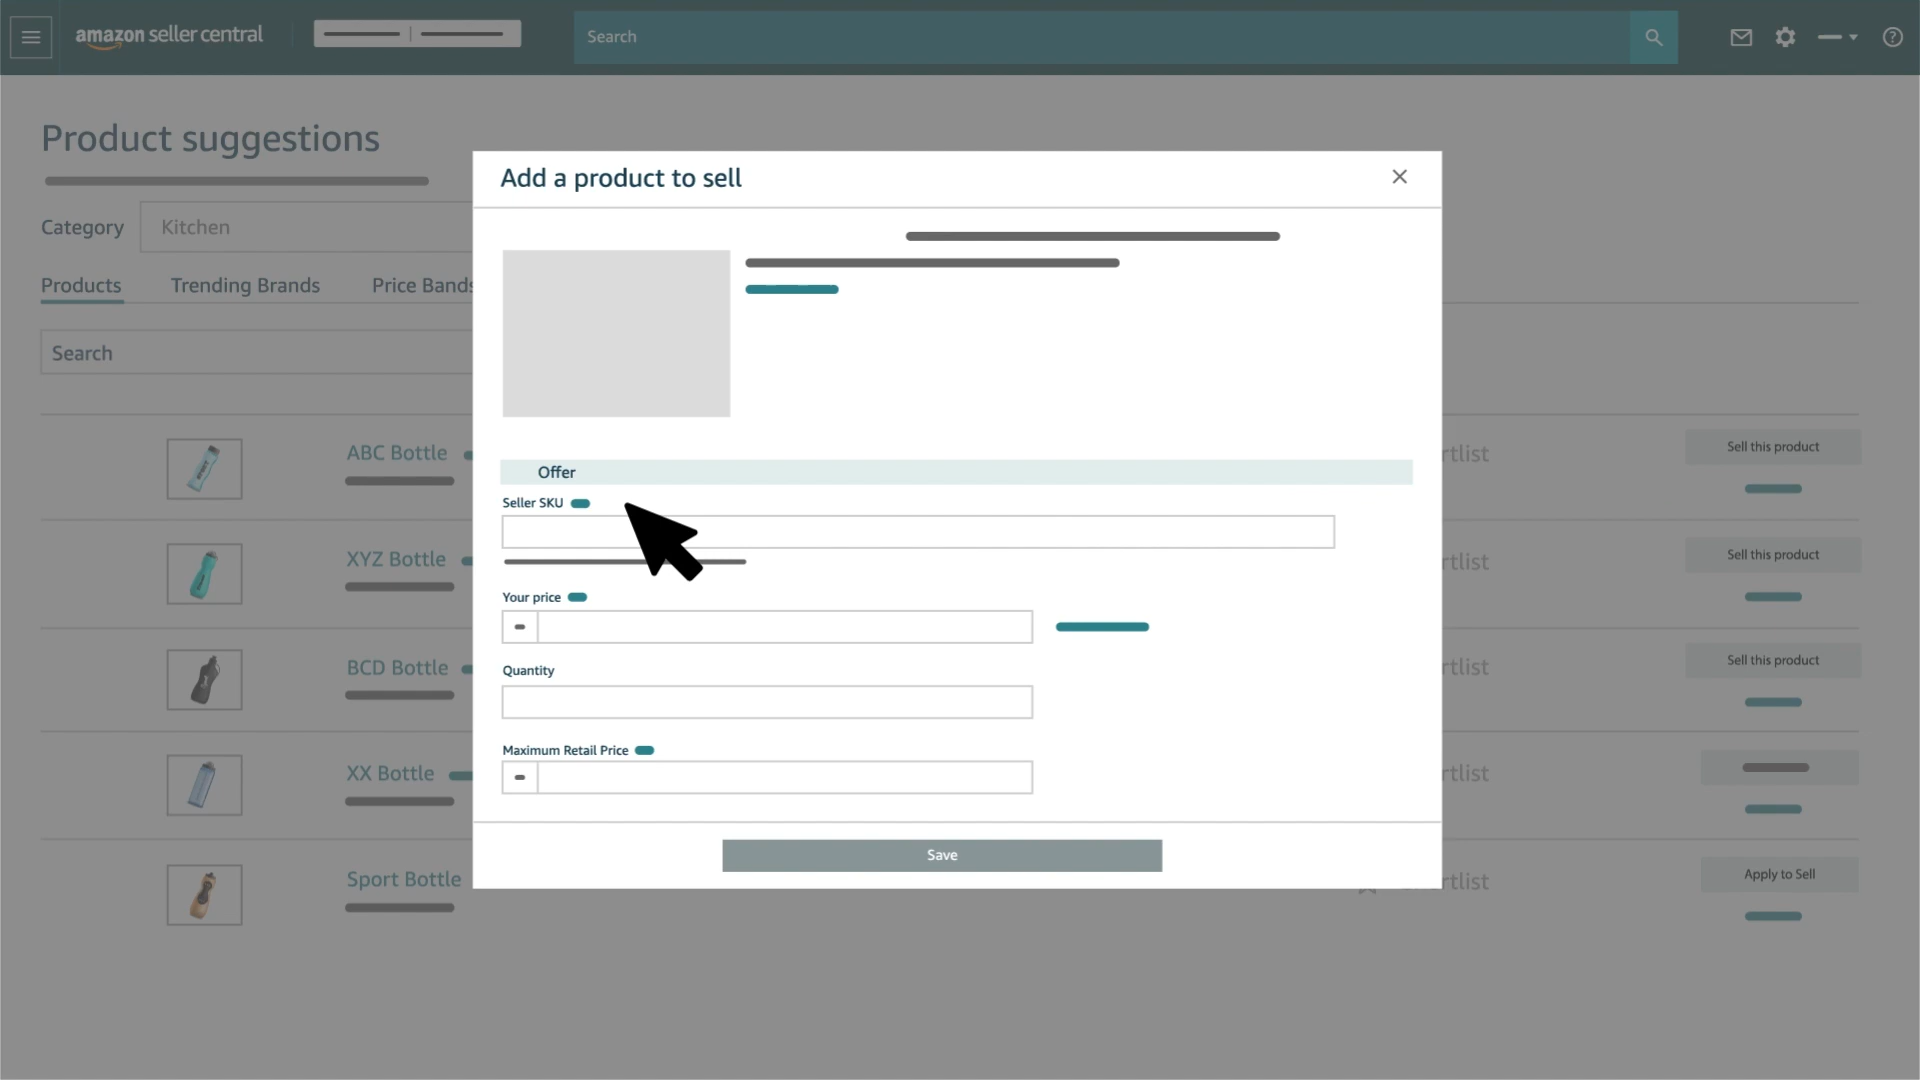 amazon seller central
Search
Product suggestions
Category
Kitchen
Products
Trending Brands
Price Bands
Search
ABC Bottle
rtlist
Sell this product
XYZ Bottle
rtlist
Sell this product
BCD Bottle
rtlist
Sell this product
XX Bottle
rtlist
Sport Bottle
rtlist
Apply to Sell
Add a product to sell
Offer
Seller SKU
Your price
Quantity
Maximum Retail Price
Save